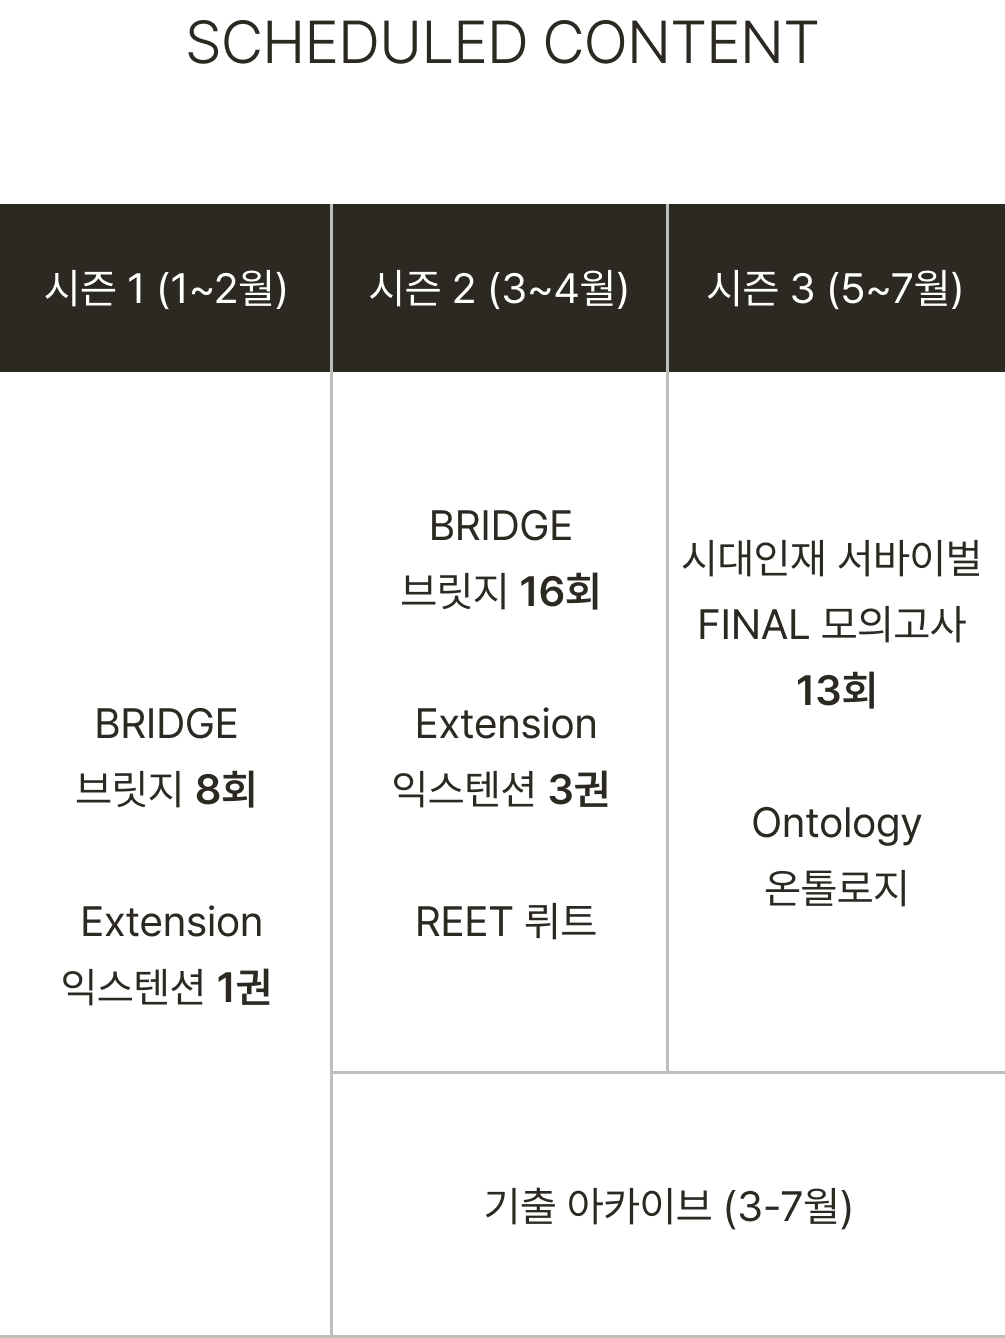 SCHEDULED CONTENT
시즌 1 (1~2월)
시즌 2 (3~4월)
시즌 3 (5~7월)
BRIDGE
브릿지 8회
Extension
익스텐션 1권
BRIDGE
브릿지 16회
Extension
익스텐션 3권
REET 뤼트
시대인재 서바이벌
FINAL 모의고사
13회
Ontology
온톨로지
기출 아카이브 (3-7월)